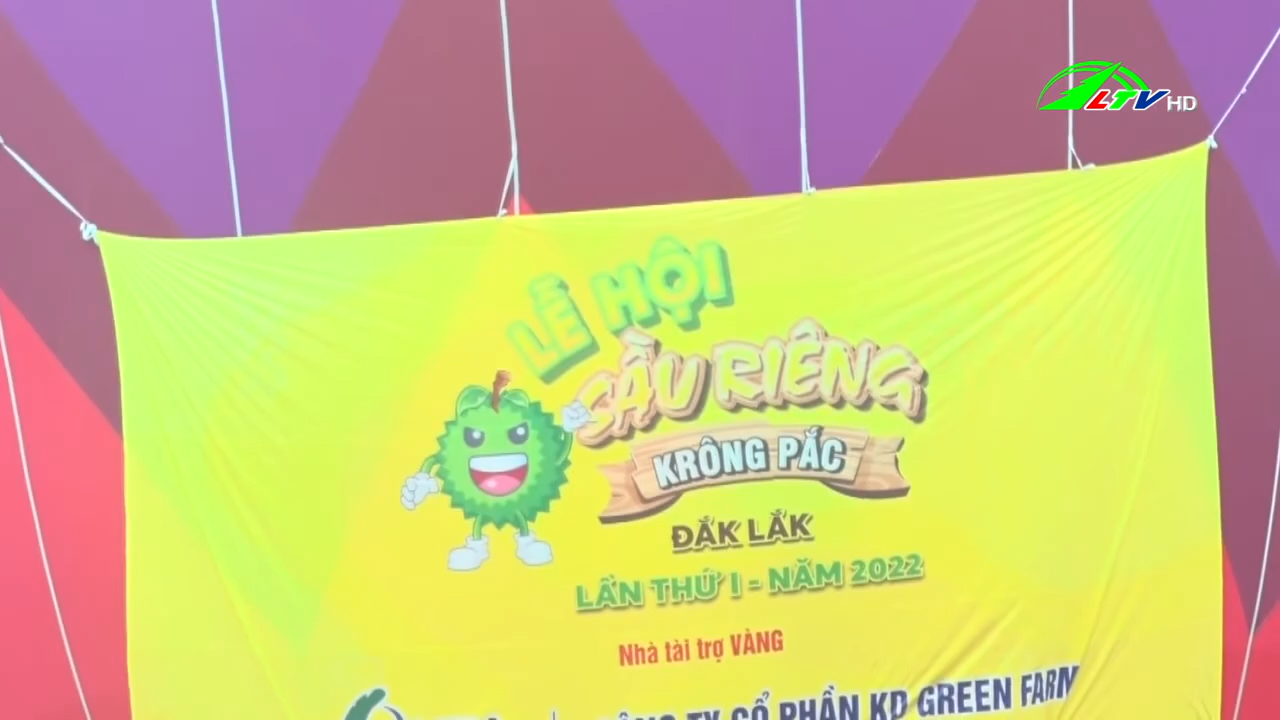 LTV HD
LỄ HỘI
SẦU RIÊNG
KRÔNG PẮC
ĐẮK LẮK
LẦN THỨ I - NĂM 2022
Nhà tài trợ VÀNG
TY CỔ PHẦN KD GREEN FARM